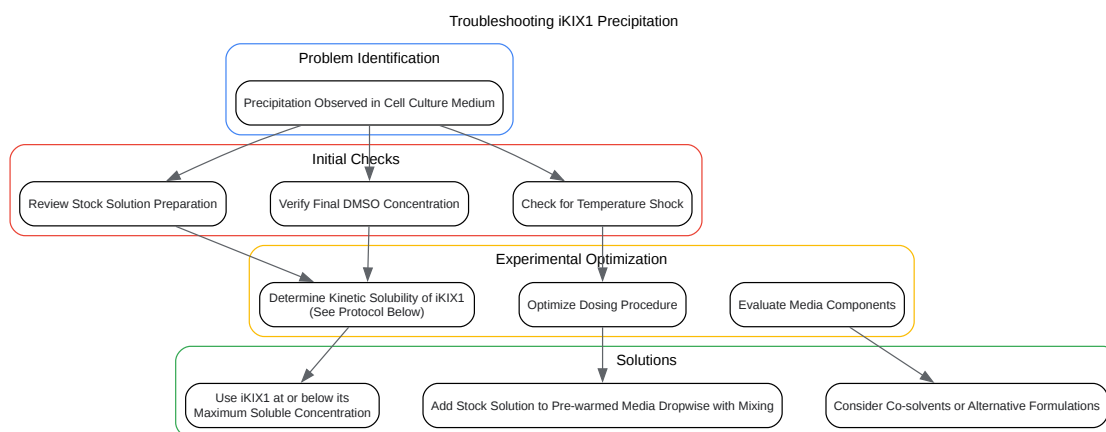 Troubleshooting iKIX1 Precipitation
Problem Identification
Precipitation Observed in Cell Culture Medium
Initial Checks
Review Stock Solution Preparation
Verify Final DMSO Concentration
Check for Temperature Shock
Experimental Optimization
Determine Kinetic Solubility of iKIX1
(See Protocol Below)
Optimize Dosing Procedure
Evaluate Media Components
Solutions
Use iKIX1 at or below its
Maximum Soluble Concentration
Add Stock Solution to Pre-warmed Media Dropwise with Mixing
Consider Co-solvents or Alternative Formulations